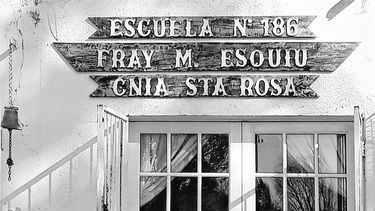 ESCUELA Nº 186
FRAY M. ESQUIU
CNIA STA ROSA